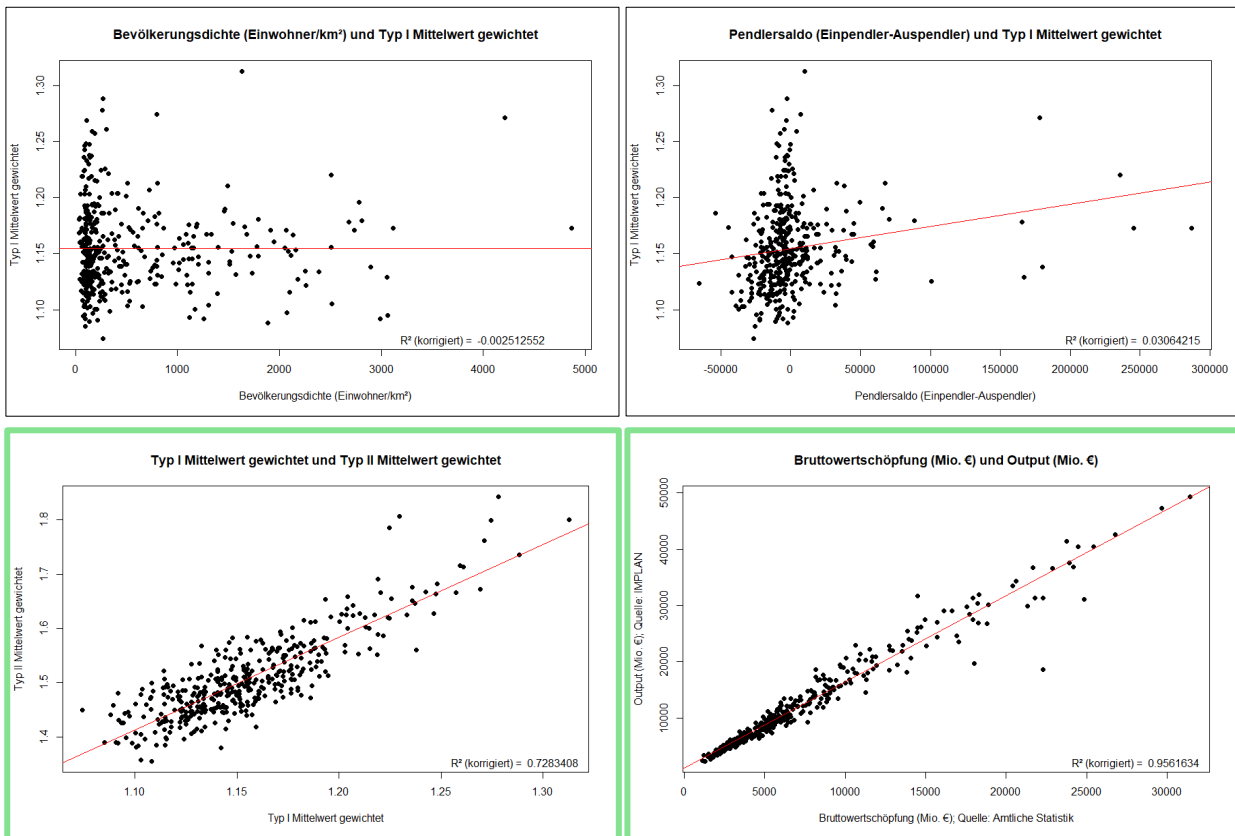 Bevölkerungsdichte (Einwohner/km²) und Typ I Mittelwert gewichtet
Typ I Mittelwert gewichtet
1.30
1.25
1.20
1.15
1.10
R² (korrigiert) = -0.002512552
0 1000 2000 3000 4000 5000
Bevölkerungsdichte (Einwohner/km²)
Pendlersaldo (Einpendler-Auspendler) und Typ I Mittelwert gewichtet
Typ I Mittelwert gewichtet
1.30
1.25
1.20
1.15
1.10
R² (korrigiert) = 0.03064215
-50000 0 50000 100000 150000 200000 250000 300000
Pendlersaldo (Einpendler-Auspendler)
Typ I Mittelwert gewichtet und Typ II Mittelwert gewichtet
Typ II Mittelwert gewichtet
1.8
1.7
1.6
1.5
1.4
R² (korrigiert) = 0.7283408
1.10 1.15 1.20 1.25 1.30
Typ I Mittelwert gewichtet
Bruttowertschöpfung (Mio. €) und Output (Mio. €)
Output (Mio. €); Quelle: IMPLAN
50000
40000
30000
20000
10000
R² (korrigiert) = 0.9561634
0 5000 10000 15000 20000 25000 30000
Bruttowertschöpfung (Mio. €); Quelle: Amtliche Statistik